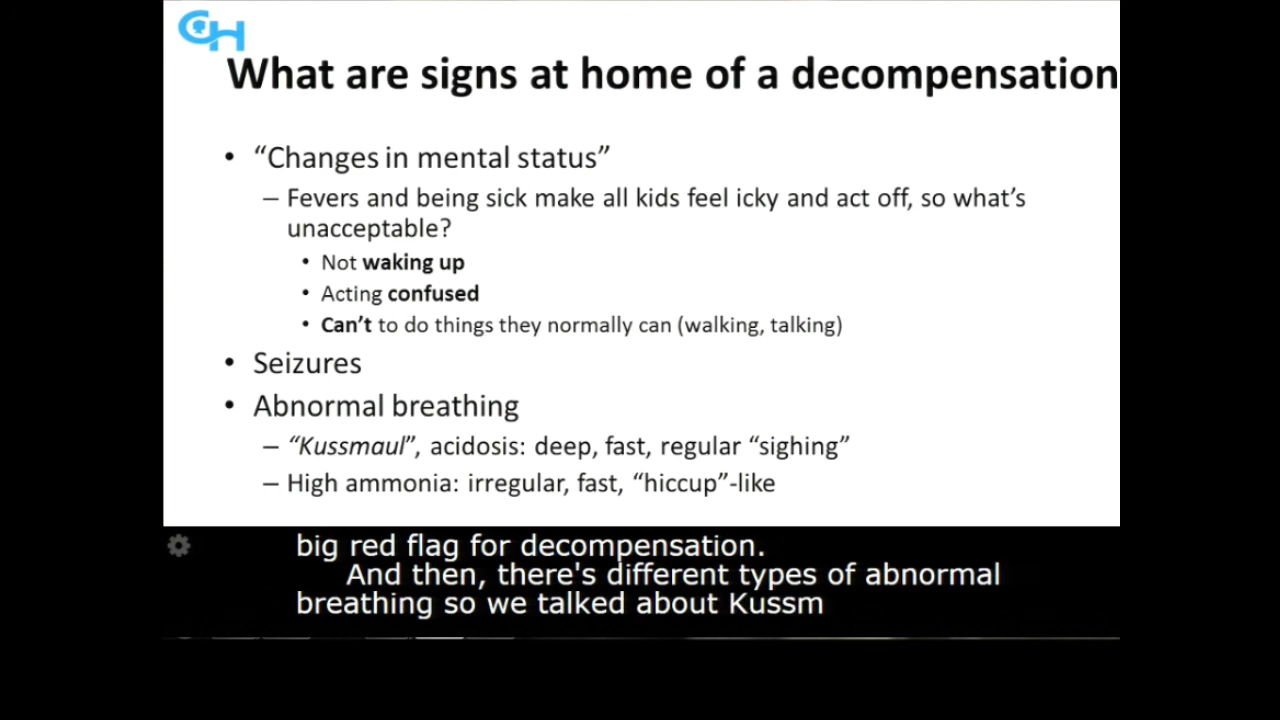 CH
What are signs at home of a decompensation
• “Changes in mental status”
– Fevers and being sick make all kids feel icky and act off, so what’s
unacceptable?
• Not waking up
• Acting confused
• Can’t to do things they normally can (walking, talking)
• Seizures
• Abnormal breathing
– “Kussmaul”, acidosis: deep, fast, regular “sighing”
– High ammonia: irregular, fast, “hiccup”-like
big red flag for decompensation.
And then, there's different types of abnormal
breathing so we talked about Kussm